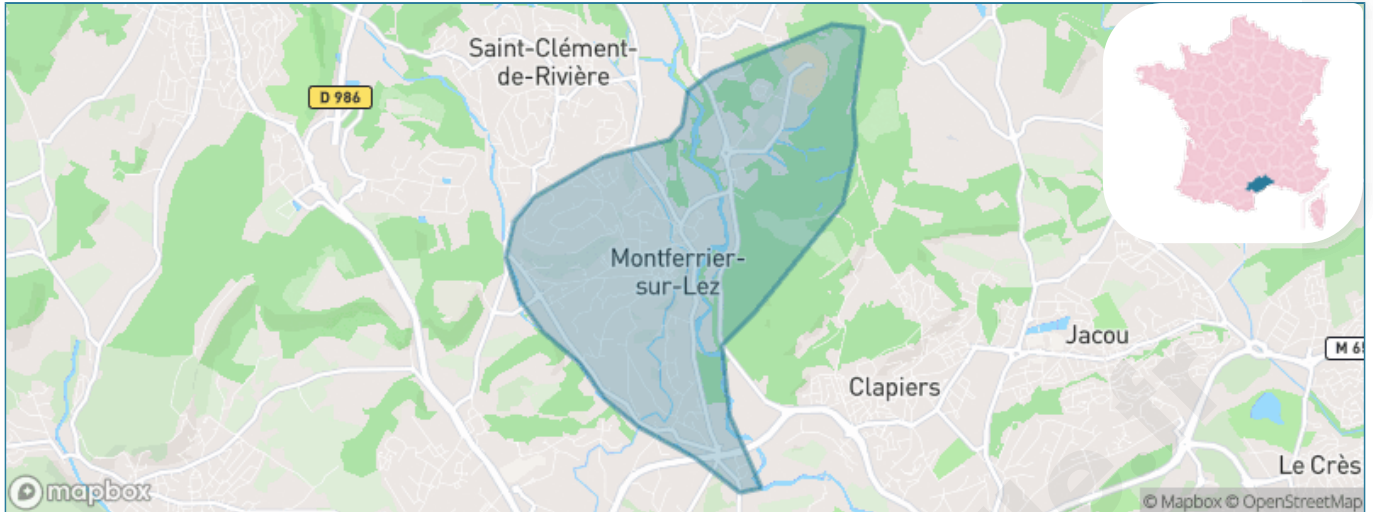 Saint-Clément-
de-Rivière
D 986
Montferrier-
sur-Lez
Jacou
Clapiers
Le Crès
mapbox
© Mapbox © OpenStreetMap